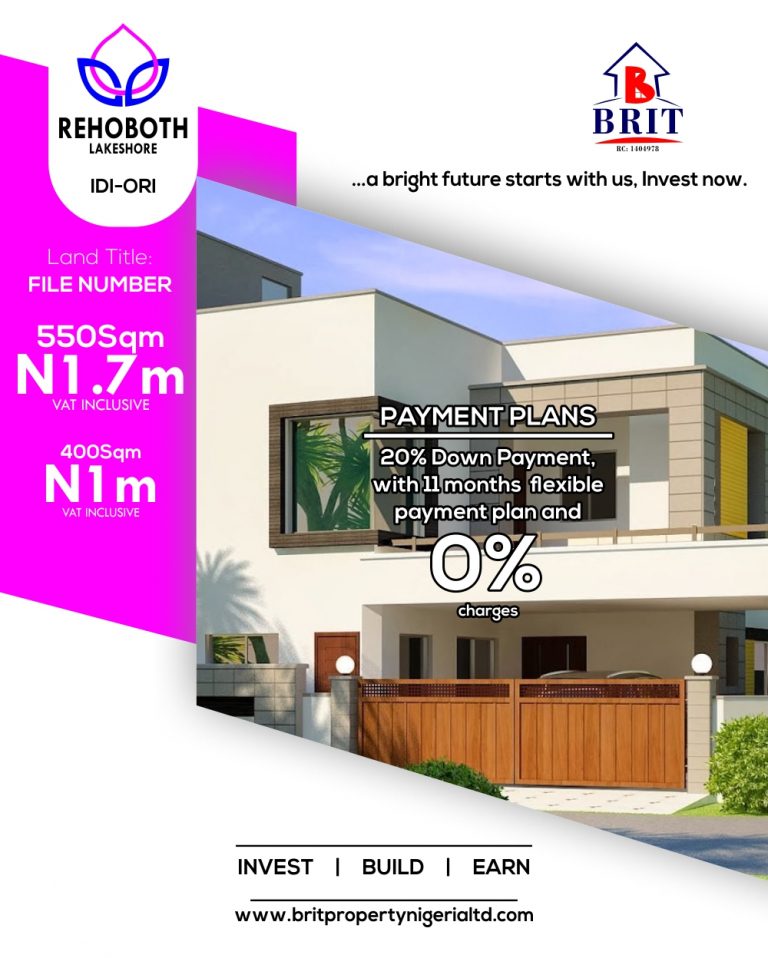 REHOBOTH
LAKESHORE
IDI-ORI
B
BRIT
RC: 1404978
...a bright future starts with us, Invest now.
Land Title:
FILE NUMBER
550Sqm
N1.7m
VAT INCLUSIVE
400Sqm
N1m
VAT INCLUSIVE
PAYMENT PLANS
20% Down Payment,
with 11 months flexible
payment plan and
0%
charges
INVEST | BUILD | EARN
www.britpropertynigerialtd.com